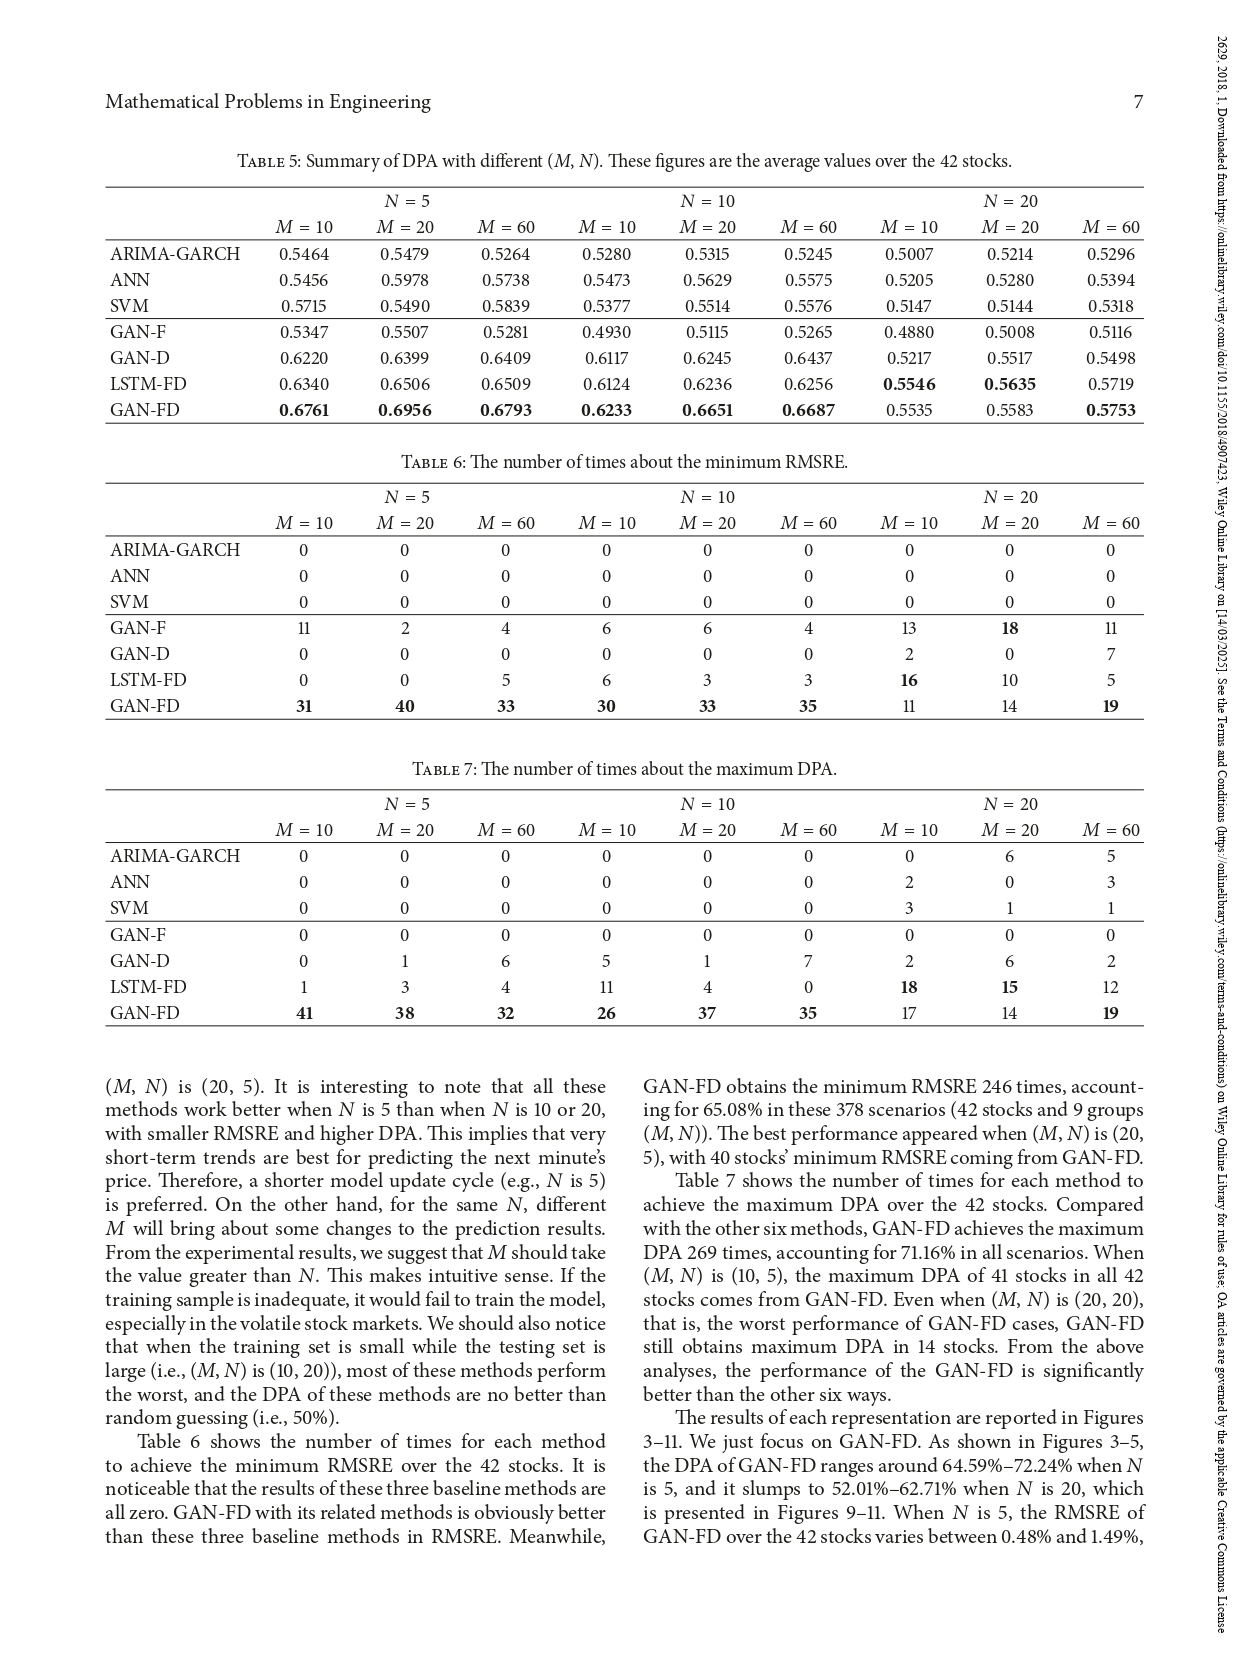 Mathematical Problems in Engineering 7
Table 5: Summary of DPA with different (M, N). These figures are the average values over the 42 stocks.
N = 5 N = 10 N = 20
M = 10 M = 20 M = 60 M = 10 M = 20 M = 60 M = 10 M = 20 M = 60
ARIMA-GARCH 0.5464 0.5479 0.5264 0.5280 0.5315 0.5245 0.5007 0.5214 0.5296
ANN 0.5456 0.5978 0.5738 0.5473 0.5629 0.5575 0.5205 0.5280 0.5394
SVM 0.5715 0.5490 0.5839 0.5377 0.5514 0.5576 0.5147 0.5144 0.5318
GAN-F 0.5347 0.5507 0.5281 0.4930 0.5115 0.5265 0.4880 0.5008 0.5116
GAN-D 0.6220 0.6399 0.6409 0.6117 0.6245 0.6437 0.5217 0.5517 0.5498
LSTM-FD 0.6340 0.6506 0.6509 0.6124 0.6236 0.6256 0.5546 0.5635 0.5719
GAN-FD 0.6761 0.6956 0.6793 0.6233 0.6651 0.6687 0.5535 0.5583 0.5753
Table 6: The number of times about the minimum RMSRE.
N = 5 N = 10 N = 20
M = 10 M = 20 M = 60 M = 10 M = 20 M = 60 M = 10 M = 20 M = 60
ARIMA-GARCH 0 0 0 0 0 0 0 0 0
ANN 0 0 0 0 0 0 0 0 0
SVM 0 0 0 0 0 0 0 0 0
GAN-F 11 2 4 6 6 4 13 18 11
GAN-D 0 0 0 0 0 0 2 0 7
LSTM-FD 0 0 5 6 3 3 16 10 5
GAN-FD 31 40 33 30 33 35 11 14 19
Table 7: The number of times about the maximum DPA.
N = 5 N = 10 N = 20
M = 10 M = 20 M = 60 M = 10 M = 20 M = 60 M = 10 M = 20 M = 60
ARIMA-GARCH 0 0 0 0 0 0 0 6 5
ANN 0 0 0 0 0 0 2 0 3
SVM 0 0 0 0 0 0 3 1 1
GAN-F 0 0 0 0 0 0 0 0 0
GAN-D 0 1 6 5 1 7 2 6 2
LSTM-FD 1 3 4 11 4 0 18 15 12
GAN-FD 41 38 32 26 37 35 17 14 19
(M, N) is (20, 5). It is interesting to note that all these
methods work better when N is 5 than when N is 10 or 20,
with smaller RMSRE and higher DPA. This implies that very
short-term trends are best for predicting the next minute's
price. Therefore, a shorter model update cycle (e.g., N is 5)
is preferred. On the other hand, for the same N, different
M will bring about some changes to the prediction results.
From the experimental results, we suggest that M should take
the value greater than N. This makes intuitive sense. If the
training sample is inadequate, it would fail to train the model,
especially in the volatile stock markets. We should also notice
that when the training set is small while the testing set is
large (i.e., (M, N) is (10, 20)), most of these methods perform
the worst, and the DPA of these methods are no better than
random guessing (i.e., 50%).
Table 6 shows the number of times for each method
to achieve the minimum RMSRE over the 42 stocks. It is
noticeable that the results of these three baseline methods are
all zero. GAN-FD with its related methods is obviously better
than these three baseline methods in RMSRE. Meanwhile,
GAN-FD obtains the minimum RMSRE 246 times, account-
ing for 65.08% in these 378 scenarios (42 stocks and 9 groups
(M, N)). The best performance appeared when (M, N) is (20,
5), with 40 stocks' minimum RMSRE coming from GAN-FD.
Table 7 shows the number of times for each method to
achieve the maximum DPA over the 42 stocks. Compared
with the other six methods, GAN-FD achieves the maximum
DPA 269 times, accounting for 71.16% in all scenarios. When
(M, N) is (10, 5), the maximum DPA of 41 stocks in all 42
stocks comes from GAN-FD. Even when (M, N) is (20, 20),
that is, the worst performance of GAN-FD cases, GAN-FD
still obtains maximum DPA in 14 stocks. From the above
analyses, the performance of the GAN-FD is significantly
better than the other six ways.
The results of each representation are reported in Figures
3–11. We just focus on GAN-FD. As shown in Figures 3–5,
the DPA of GAN-FD ranges around 64.59%–72.24% when N
is 5, and it slumps to 52.01%–62.71% when N is 20, which
is presented in Figures 9–11. When N is 5, the RMSRE of
GAN-FD over the 42 stocks varies between 0.48% and 1.49%,
2629, 2018, 1, Downloaded from https://onlinelibrary.wiley.com/doi/10.1155/2018/4907423, Wiley Online Library on [14/03/2025]. See the Terms and Conditions (https://onlinelibrary.wiley.com/terms-and-conditions) on Wiley Online Library for rules of use; OA articles are governed by the applicable Creative Commons License